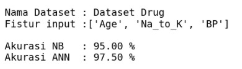 Nama Dataset : Dataset Drug
Fistur input :['Age', 'Na_to_K', 'BP']
Akurasi NB : 95.00 %
Akurasi ANN : 97.50 %